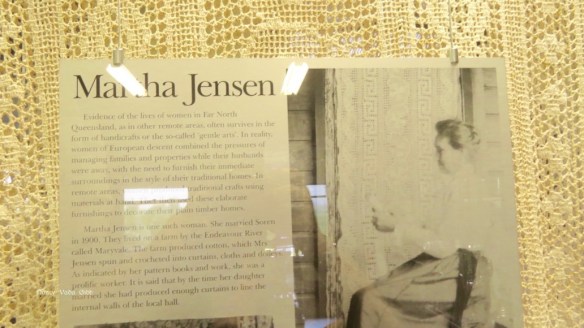 Martha Jensen
Evidence of the lives of women in Far North
Queensland, as in other remote areas, often survives in the
form of handicrafts or the so-called 'gentle arts'. In reality,
women of European descent combined the pressures of
managing families and properties while their husbands
were away, with the need to furnish their immediate
surroundings in the style of their traditional homes. In
remote areas, traditional crafts using
materials at hand. used these elaborate
furnishings to decorate their plain timber homes.
Martha Jensen was one such woman. She married Soren
in 1900. They lived on a farm by the Endeavour River
called Maryvale. The farm produced cotton, which Mrs
Jensen spun and crocheted into curtains, cloths and
As indicated by her pattern books and work, she was a
prolific worker. It is said that by the time her daughter
married she had produced enough curtains to line the
internal walls of the local hall.